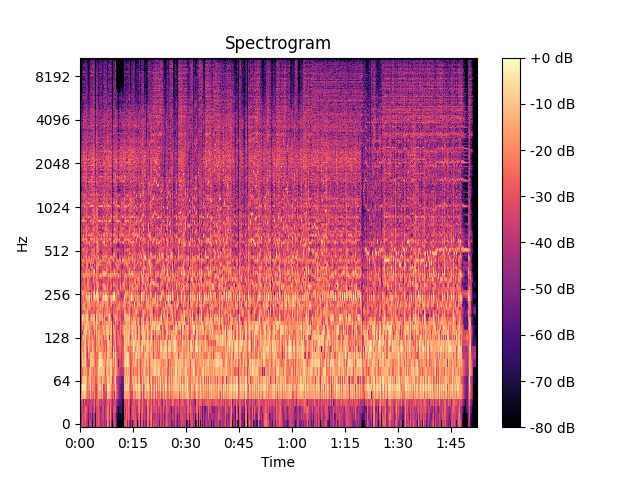 Spectrogram
Hz
8192
4096
2048
1024
512
256
128
64
0
0:00 0:15 0:30 0:45 1:00 1:15 1:30 1:45
Time
+0 dB
-10 dB
-20 dB
-30 dB
-40 dB
-50 dB
-60 dB
-70 dB
-80 dB